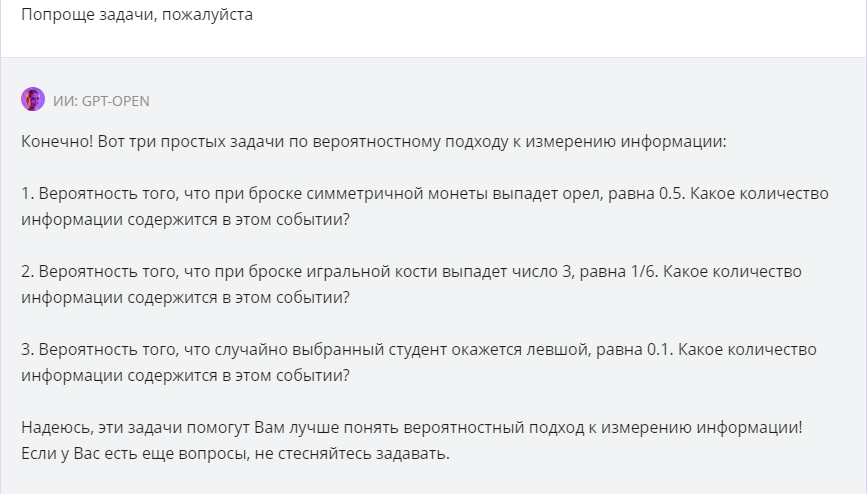 Попроще задачи, пожалуйста
ИИ: GPT-OPEN
Конечно! Вот три простых задачи по вероятностному подходу к измерению информации:
1. Вероятность того, что при броске симметричной монеты выпадет орел, равна 0.5. Какое количество
информации содержится в этом событии?
2. Вероятность того, что при броске игральной кости выпадет число 3, равна 1/6. Какое количество
информации содержится в этом событии?
3. Вероятность того, что случайно выбранный студент окажется левшой, равна 0.1. Какое количество
информации содержится в этом событии?
Надеюсь, эти задачи помогут Вам лучше понять вероятностный подход к измерению информации!
Если у Вас есть еще вопросы, не стесняйтесь задавать.